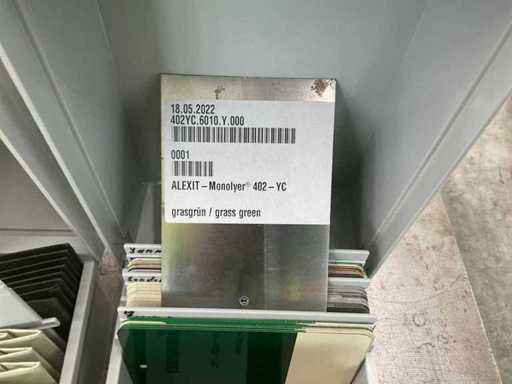 18.05.2022
402YC.6010.Y.000
0001
ALEXIT – Monolyer® 402 – YC
grasgrün / grass green